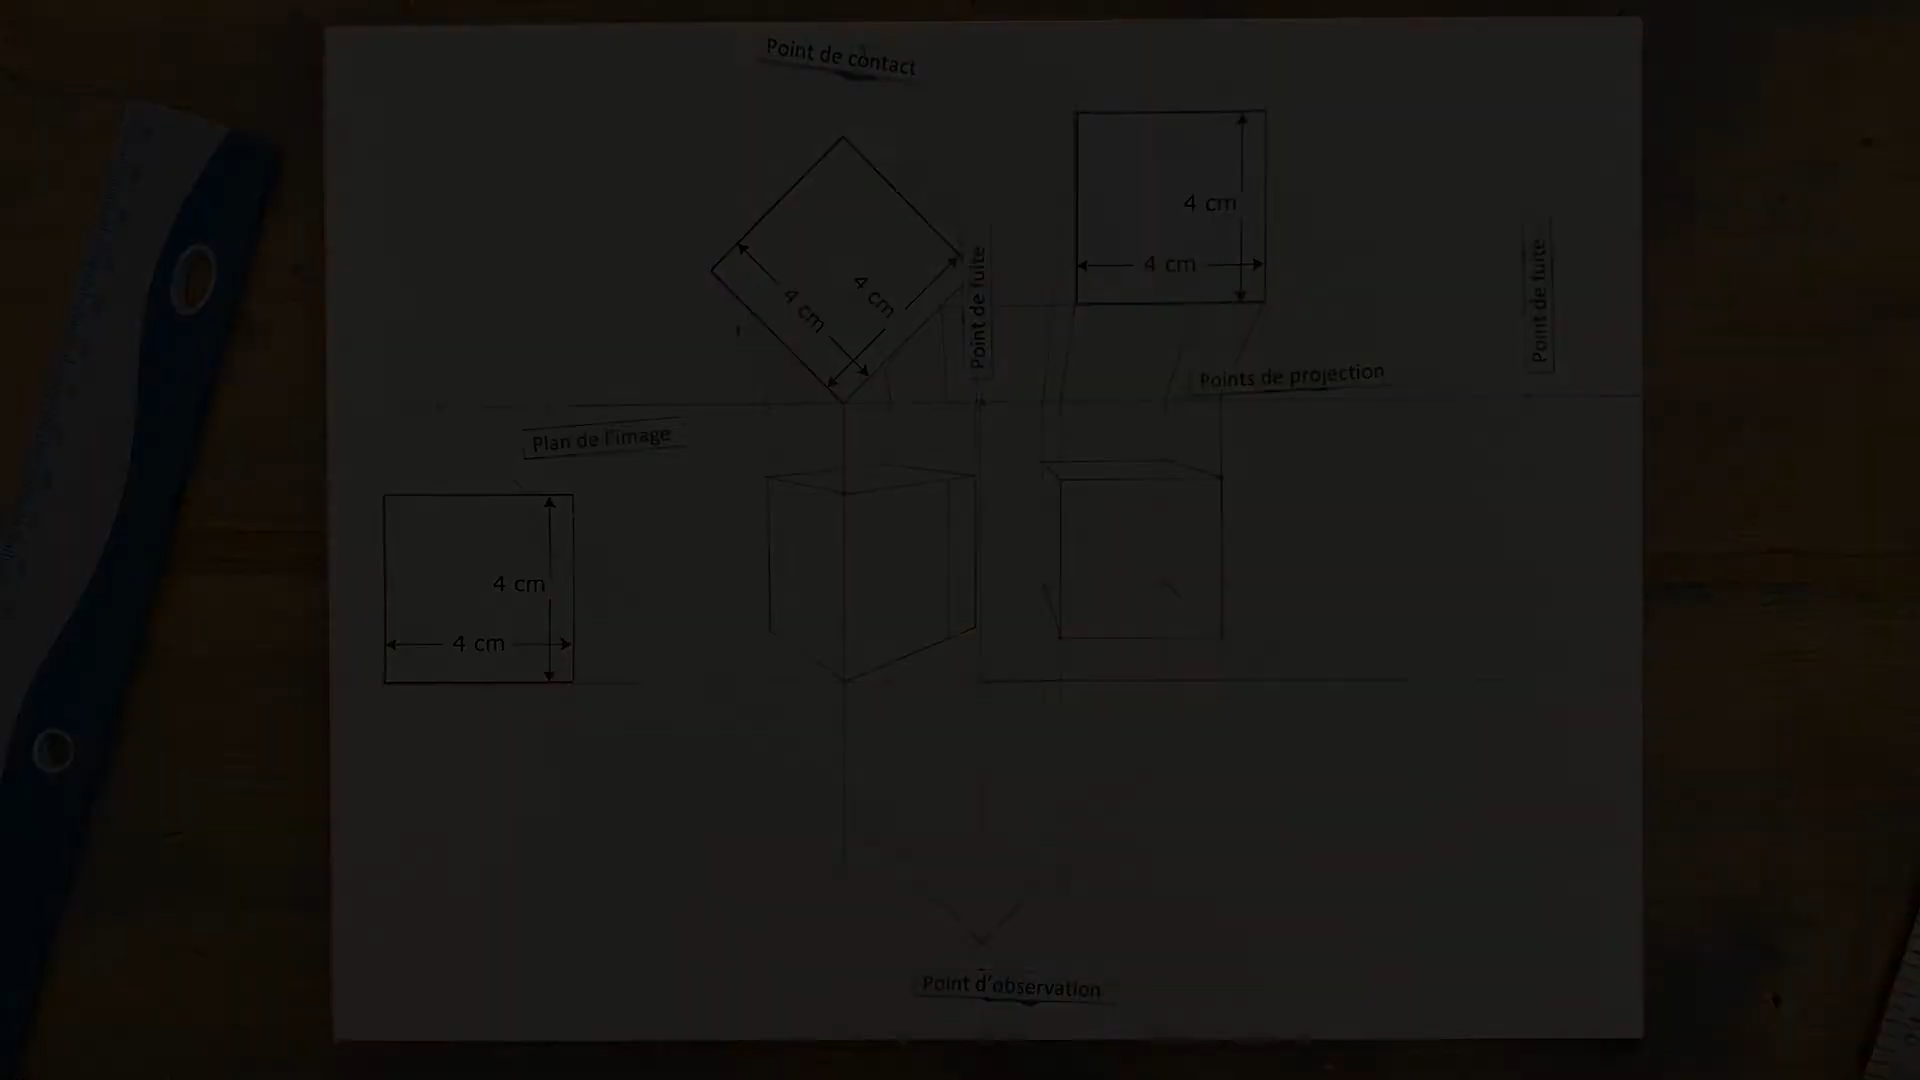 Point de contact
4 cm
4 cm
4 cm
4 cm
Point de fuite
Point de fuite
Points de projection
Plan de l'image
4 cm
4 cm
Point d'observation